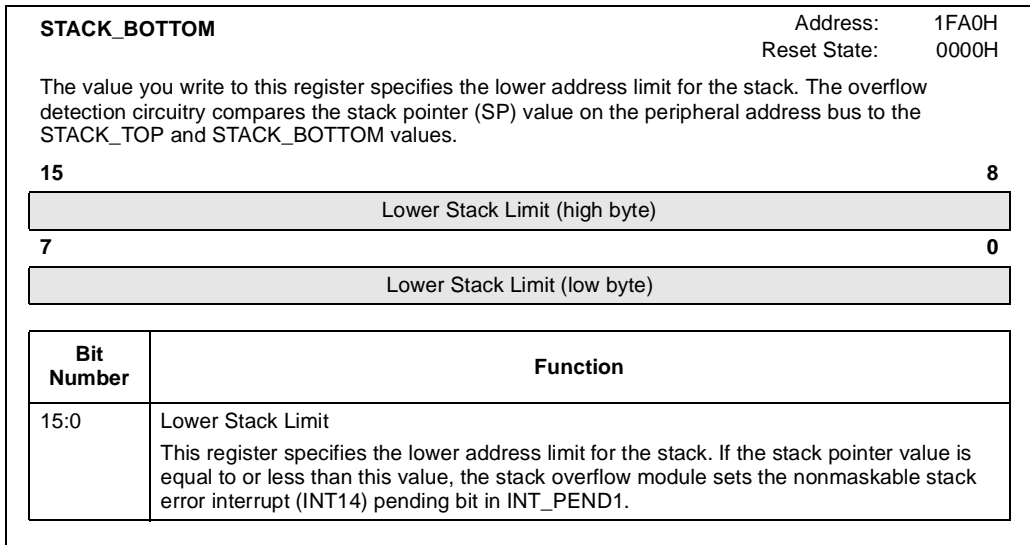 STACK_BOTTOM Address: 1FA0H
Reset State: 0000H
The value you write to this register specifies the lower address limit for the stack. The overflow
detection circuitry compares the stack pointer (SP) value on the peripheral address bus to the
STACK_TOP and STACK_BOTTOM values.
15 8
Lower Stack Limit (high byte)
7 0
Lower Stack Limit (low byte)
Bit
Number
Function
15:0 Lower Stack Limit
This register specifies the lower address limit for the stack. If the stack pointer value is
equal to or less than this value, the stack overflow module sets the nonmaskable stack
error interrupt (INT14) pending bit in INT_PEND1.